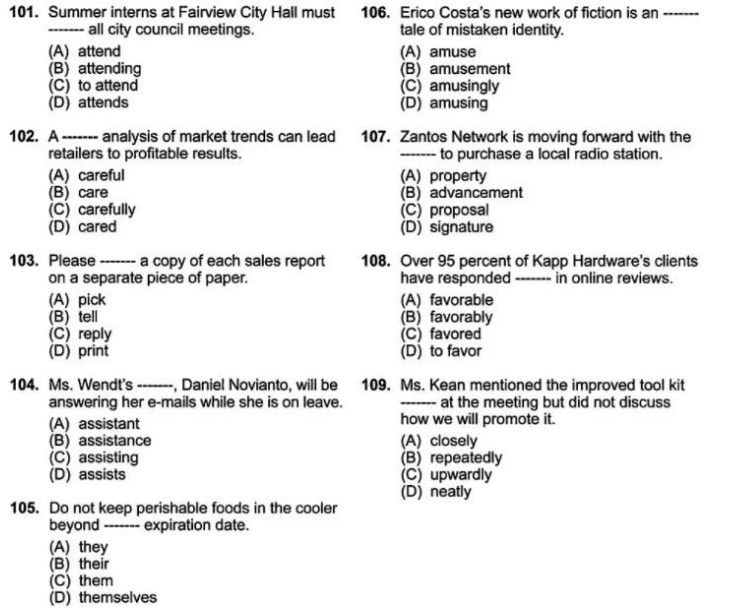 101. Summer interns at Fairview City Hall must
------- all city council meetings.
(A) attend
(B) attending
(C) to attend
(D) attends
102. A ------- analysis of market trends can lead
retailers to profitable results.
(A) careful
(B) care
(C) carefully
(D) cared
103. Please ------- a copy of each sales report
on a separate piece of paper.
(A) pick
(B) tell
(C) reply
(D) print
104. Ms. Wendt's -------, Daniel Novianto, will be
answering her e-mails while she is on leave.
(A) assistant
(B) assistance
(C) assisting
(D) assists
105. Do not keep perishable foods in the cooler
beyond ------- expiration date.
(A) they
(B) their
(C) them
(D) themselves
106. Erico Costa's new work of fiction is an -------
tale of mistaken identity.
(A) amuse
(B) amusement
(C) amusingly
(D) amusing
107. Zantos Network is moving forward with the
------- to purchase a local radio station.
(A) property
(B) advancement
(C) proposal
(D) signature
108. Over 95 percent of Kapp Hardware's clients
have responded ------- in online reviews.
(A) favorable
(B) favorably
(C) favored
(D) to favor
109. Ms. Kean mentioned the improved tool kit
------- at the meeting but did not discuss
how we will promote it.
(A) closely
(B) repeatedly
(C) upwardly
(D) neatly